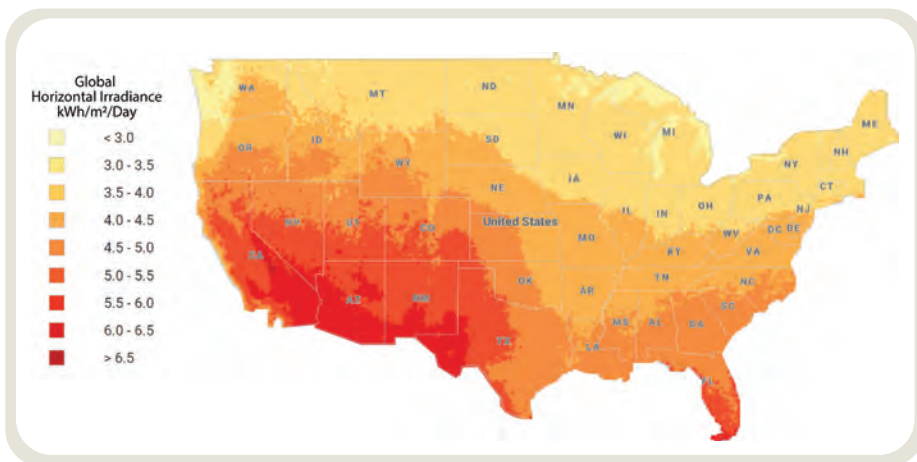 Global
Horizontal Irradiance
kWh/m²/Day
< 3.0
3.0 - 3.5
3.5 - 4.0
4.0 - 4.5
4.5 - 5.0
5.0 - 5.5
5.5 - 6.0
6.0 - 6.5
> 6.5
WA
MT
ND
MN
WI
MI
ME
OR
ID
WY
SD
IA
NY
NH
CT
NE
IL
IN
OH
PA
NJ
NV
UT
CO
United States
MO
KY
WV
DC
DE
VA
CA
AZ
NM
OK
AR
TN
NC
SC
TX
LA
MS
AL
GA
FL